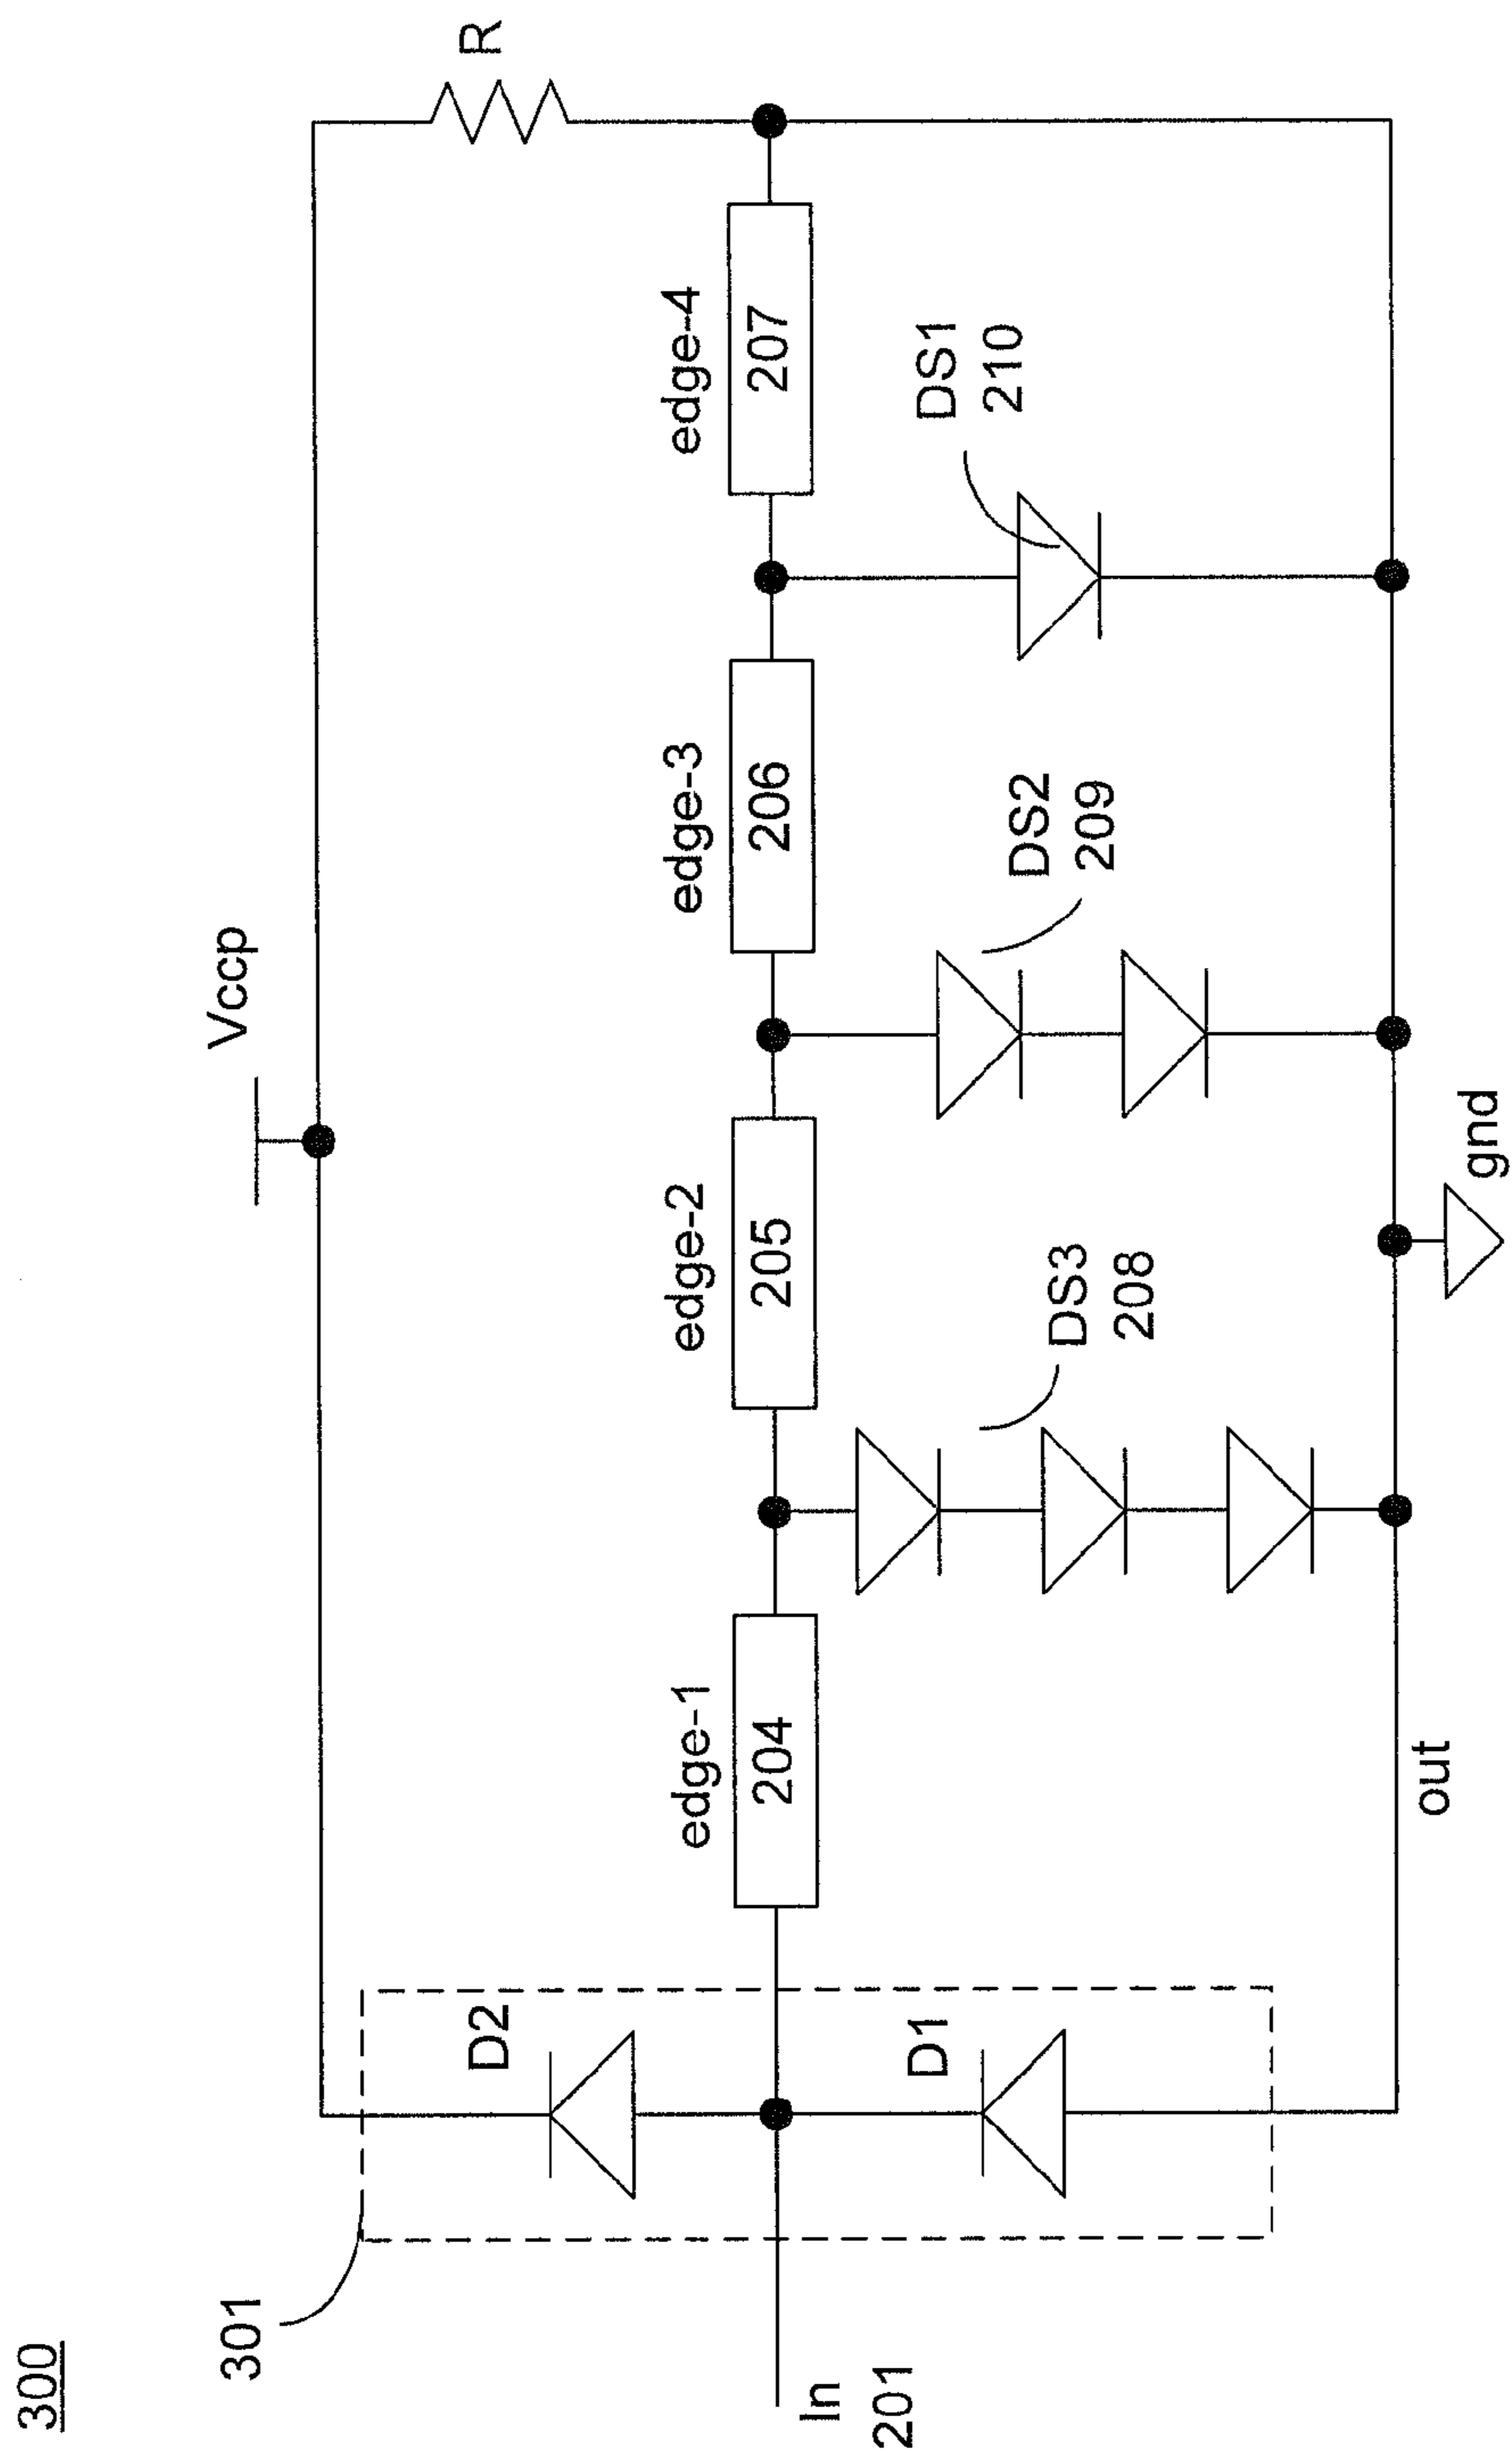 300
301
Vccp
R
D2
edge-1
204
edge-2
205
edge-3
206
edge-4
207
In
201
D1
DS3
208
DS2
209
DS1
210
out
gnd